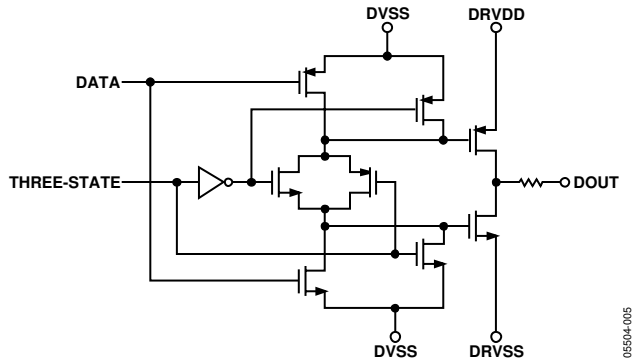 DVSS
DRVDD
DATA
THREE-STATE
DOUT
DVSS
DRVSS
05504-005